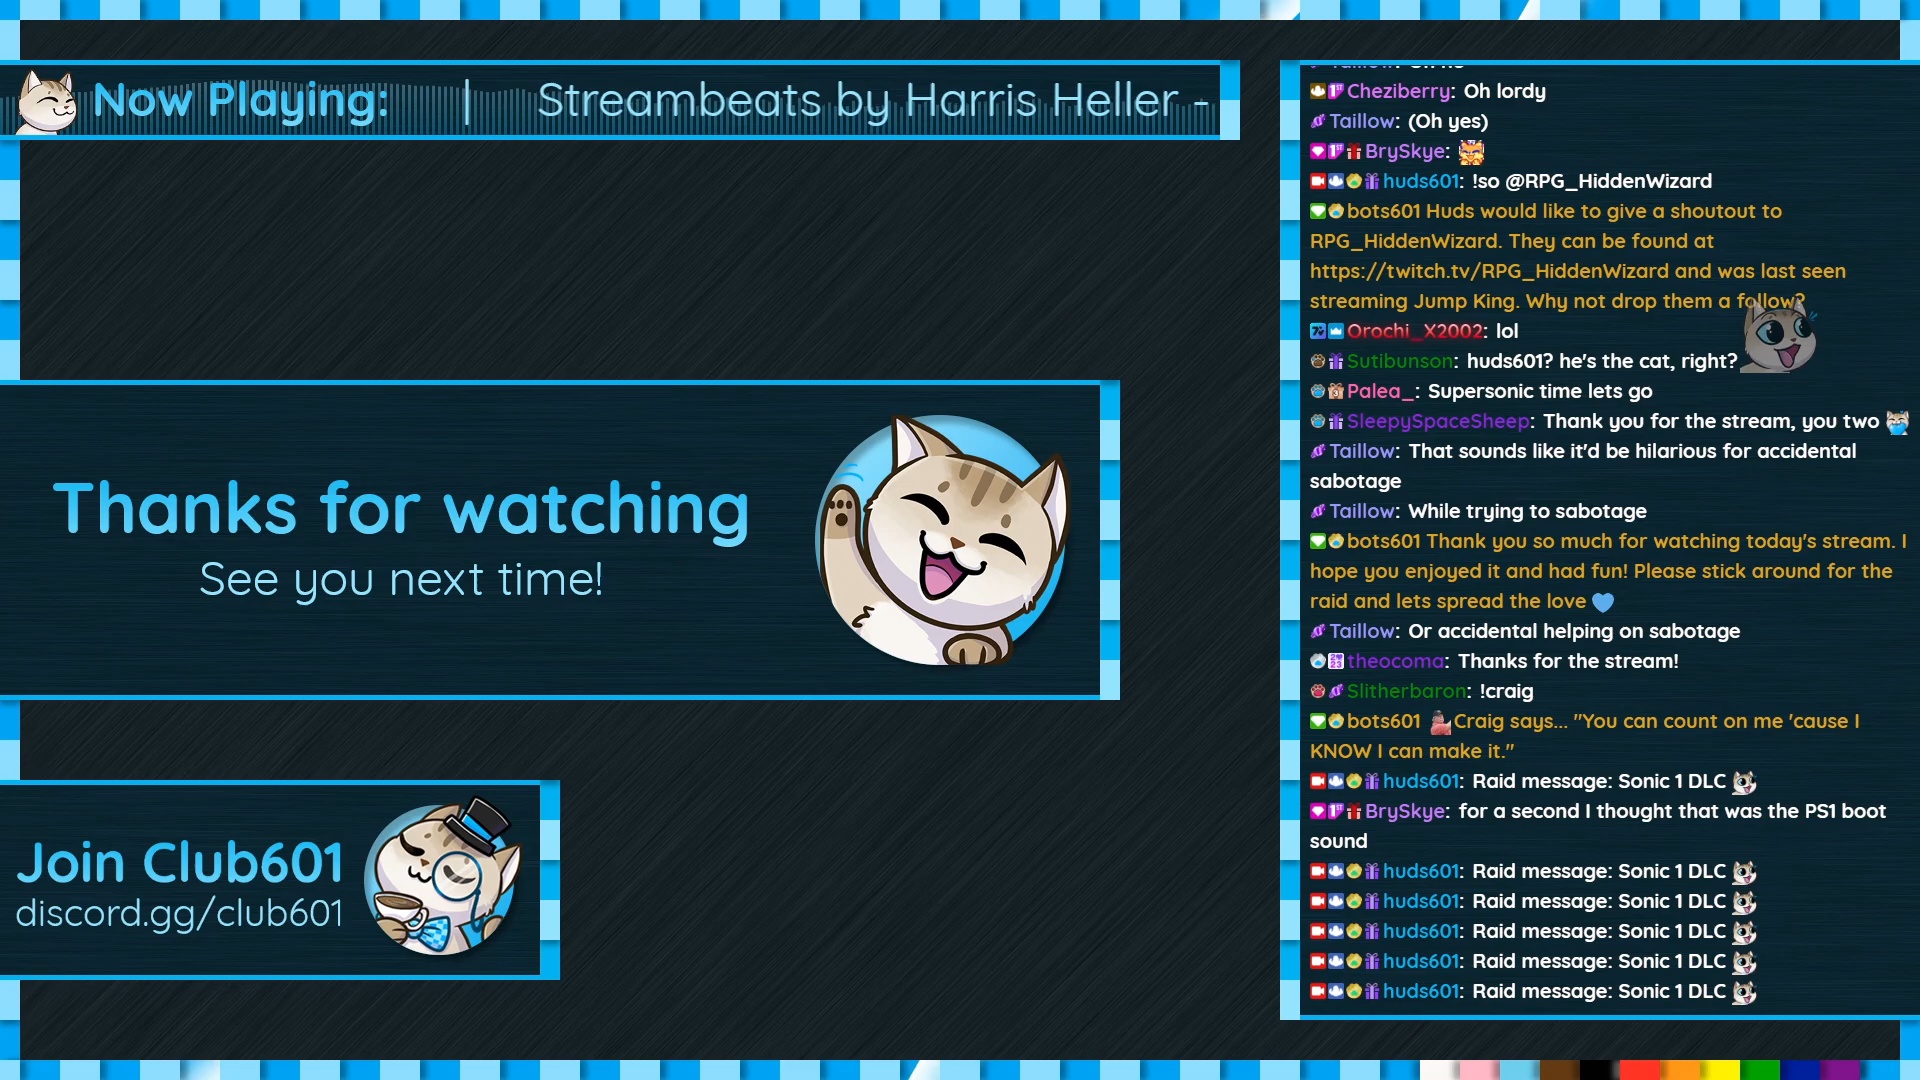 Now Playing: | Streambeats by Harris Heller -
Thanks for watching
See you next time!
Join Club601
discord.gg/club601
Cheziberry: Oh lordy
Taillow: (Oh yes)
BrySkye:
huds601: !so @RPG_HiddenWizard
bots601 Huds would like to give a shoutout to
RPG_HiddenWizard. They can be found at
https://twitch.tv/RPG_HiddenWizard and was last seen
streaming Jump King. Why not drop them a follow?
Orochi_X2002: lol
Sutibunson: huds601? he's the cat, right?
Palea_: Supersonic time lets go
SleepySpaceSheep: Thank you for the stream, you two
Taillow: That sounds like it'd be hilarious for accidental
sabotage
Taillow: While trying to sabotage
bots601 Thank you so much for watching today's stream. I
hope you enjoyed it and had fun! Please stick around for the
raid and lets spread the love 💙
Taillow: Or accidental helping on sabotage
theocoma: Thanks for the stream!
Slitherbaron: !craig
bots601 Craig says... "You can count on me 'cause I
KNOW I can make it."
huds601: Raid message: Sonic 1 DLC
BrySkye: for a second I thought that was the PS1 boot
sound
huds601: Raid message: Sonic 1 DLC
huds601: Raid message: Sonic 1 DLC
huds601: Raid message: Sonic 1 DLC
huds601: Raid message: Sonic 1 DLC
huds601: Raid message: Sonic 1 DLC